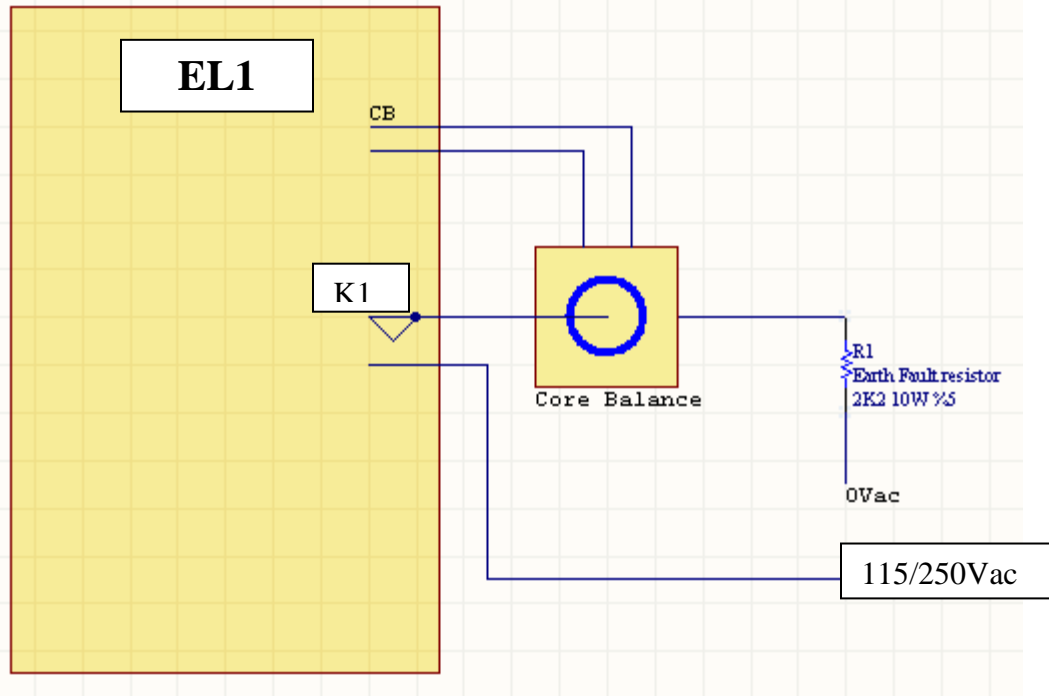 EL1
CB
K1
Core Balance
R1
Earth Fault resistor
2K2 10W %5
0Vac
115/250Vac